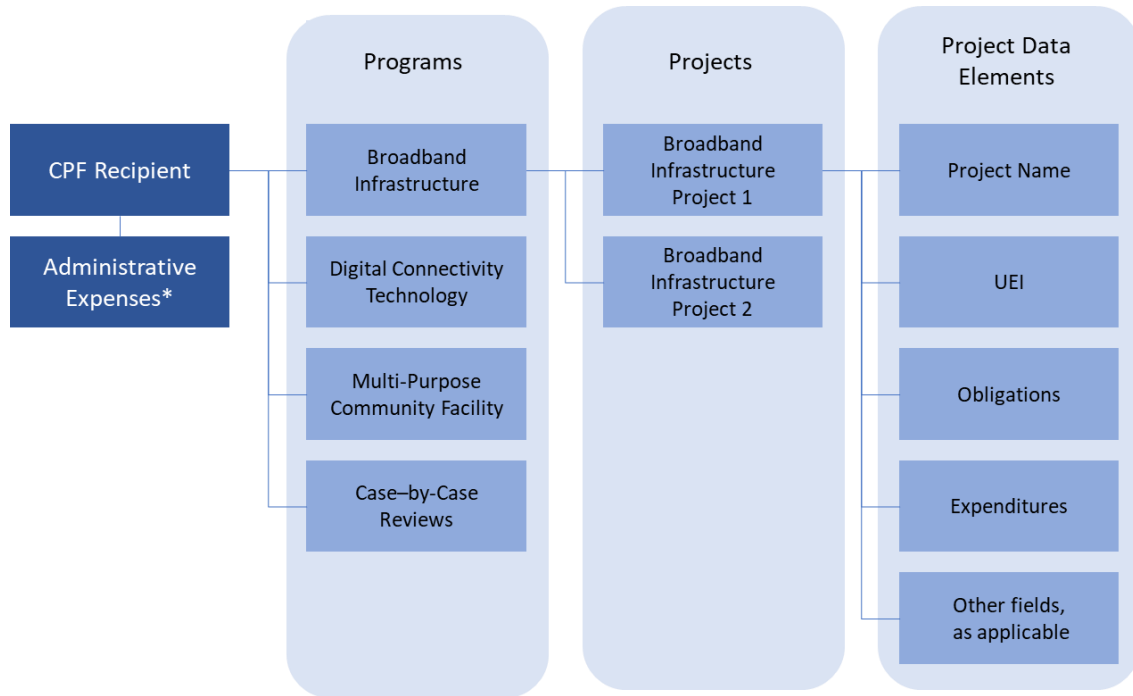 Programs
Projects
Project Data
Elements
CPF Recipient
Administrative
Expenses*
Broadband
Infrastructure
Digital Connectivity
Technology
Multi-Purpose
Community Facility
Case–by-Case
Reviews
Broadband
Infrastructure
Project 1
Broadband
Infrastructure
Project 2
Project Name
UEI
Obligations
Expenditures
Other fields,
as applicable